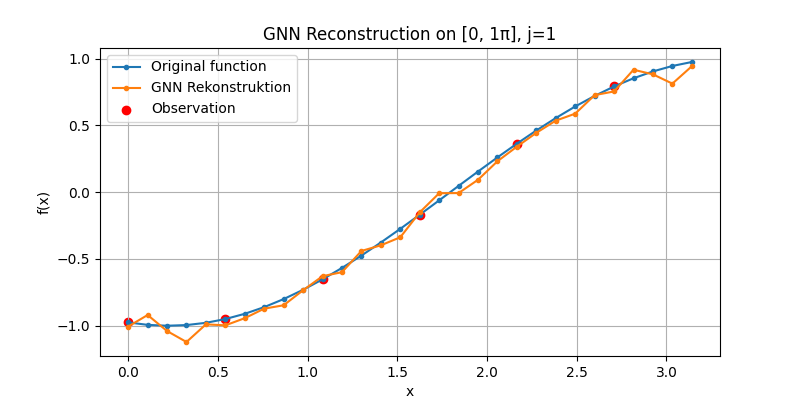 GNN Reconstruction on [0, 1π], j=1
Original function
GNN Rekonstruktion
Observation
f(x)
1.0
0.5
0.0
−0.5
−1.0
0.0 0.5 1.0 1.5 2.0 2.5 3.0
x